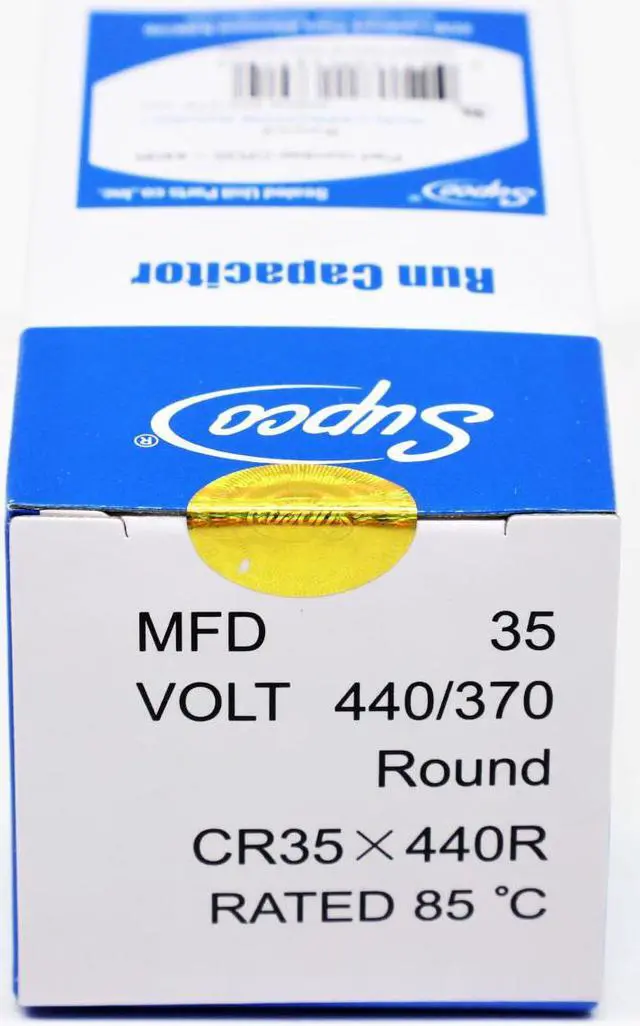 Supco
Sealed Unit Parts co.,Inc.
Run Capacitor
Supco®
MFD 35
VOLT 440/370
Round
CR35×440R
RATED 85 °C